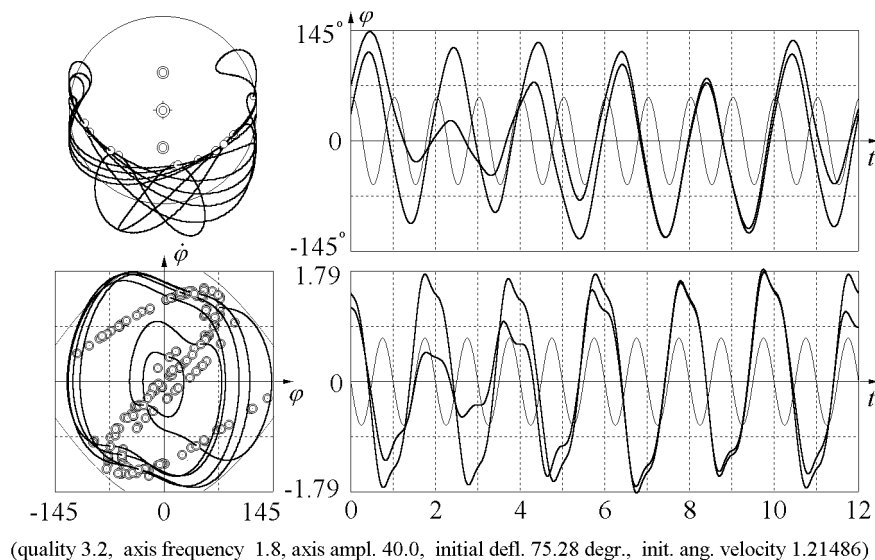 145° φ
0 t
-145°
φ̇
1.79
0 φ t
-1.79
-145 0 145 0 2 4 6 8 10 12
(quality 3.2, axis frequency 1.8, axis ampl. 40.0, initial defl. 75.28 degr., init. ang. velocity 1.21486)